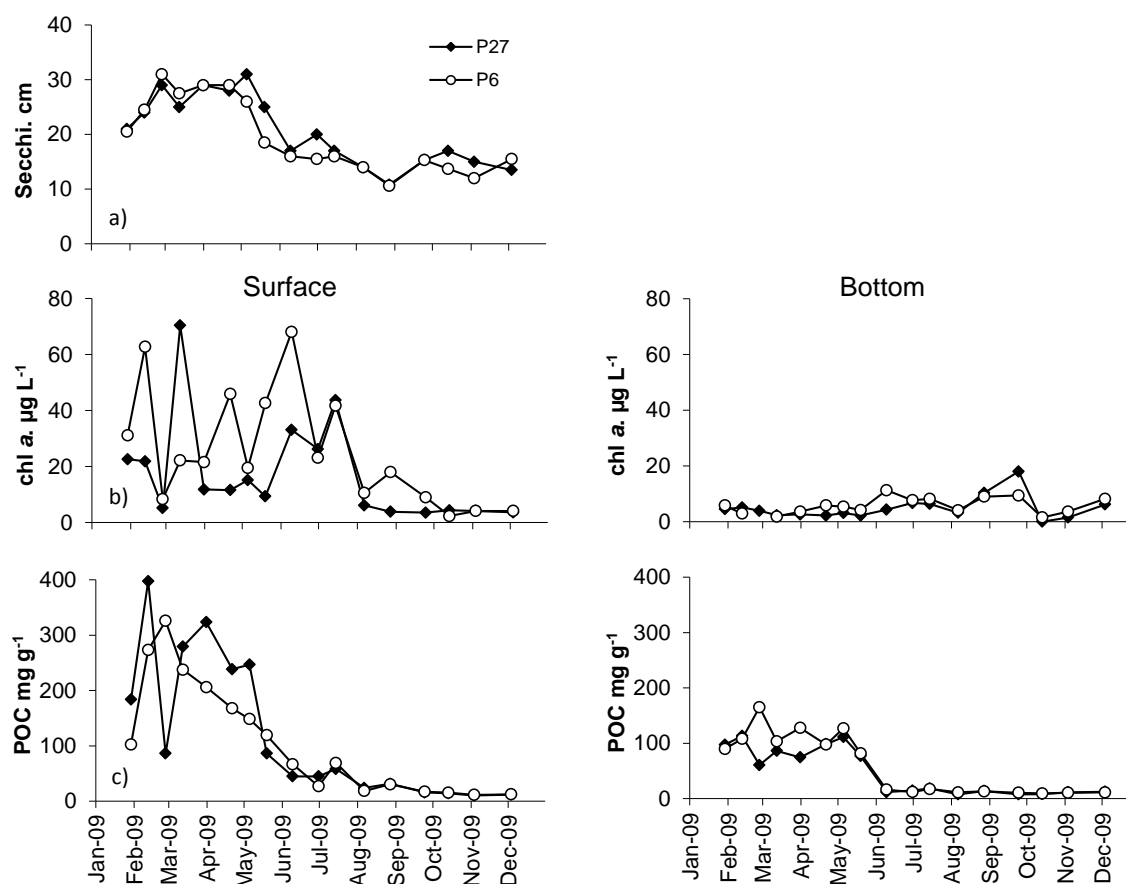 40
30
20
10
0
Secchi. cm
P27
P6
a)
Surface
80
60
40
20
0
chl a. µg L-1
b)
Bottom
80
60
40
20
0
chl a. µg L-1
400
300
200
100
0
POC mg g-1
c)
Jan-09
Feb-09
Mar-09
Apr-09
May-09
Jun-09
Jul-09
Aug-09
Sep-09
Oct-09
Nov-09
Dec-09
400
300
200
100
0
POC mg g-1
Jan-09
Feb-09
Mar-09
Apr-09
May-09
Jun-09
Jul-09
Aug-09
Sep-09
Oct-09
Nov-09
Dec-09